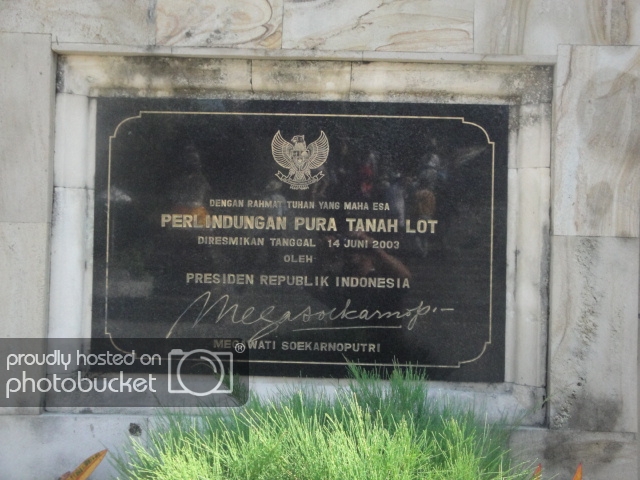 DENGAN RAHMAT TUHAN YANG MAHA ESA
PERLINDUNGAN PURA TANAH LOT
DIRESMIKAN TANGGAL 14 JUNI 2003
OLEH
PRESIDEN REPUBLIK INDONESIA
Megasoekarnop.
MEGAWATI SOEKARNOPUTRI
proudly hosted on
photobucket ®